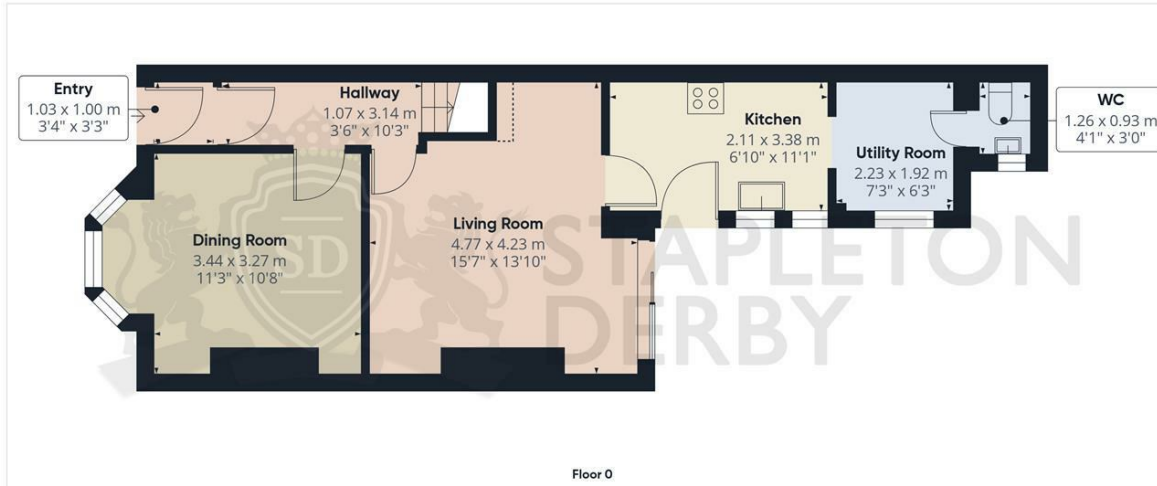 Entry
1.03 x 1.00 m
3'4" x 3'3"
Hallway
1.07 x 3.14 m
3'6" x 10'3"
Kitchen
2.11 x 3.38 m
6'10" x 11'1"
Utility Room
2.23 x 1.92 m
7'3" x 6'3"
WC
1.26 x 0.93 m
4'1" x 3'0"
Dining Room
3.44 x 3.27 m
11'3" x 10'8"
Living Room
4.77 x 4.23 m
15'7" x 13'10"
SD
STAPLETON
DERBY
Floor 0